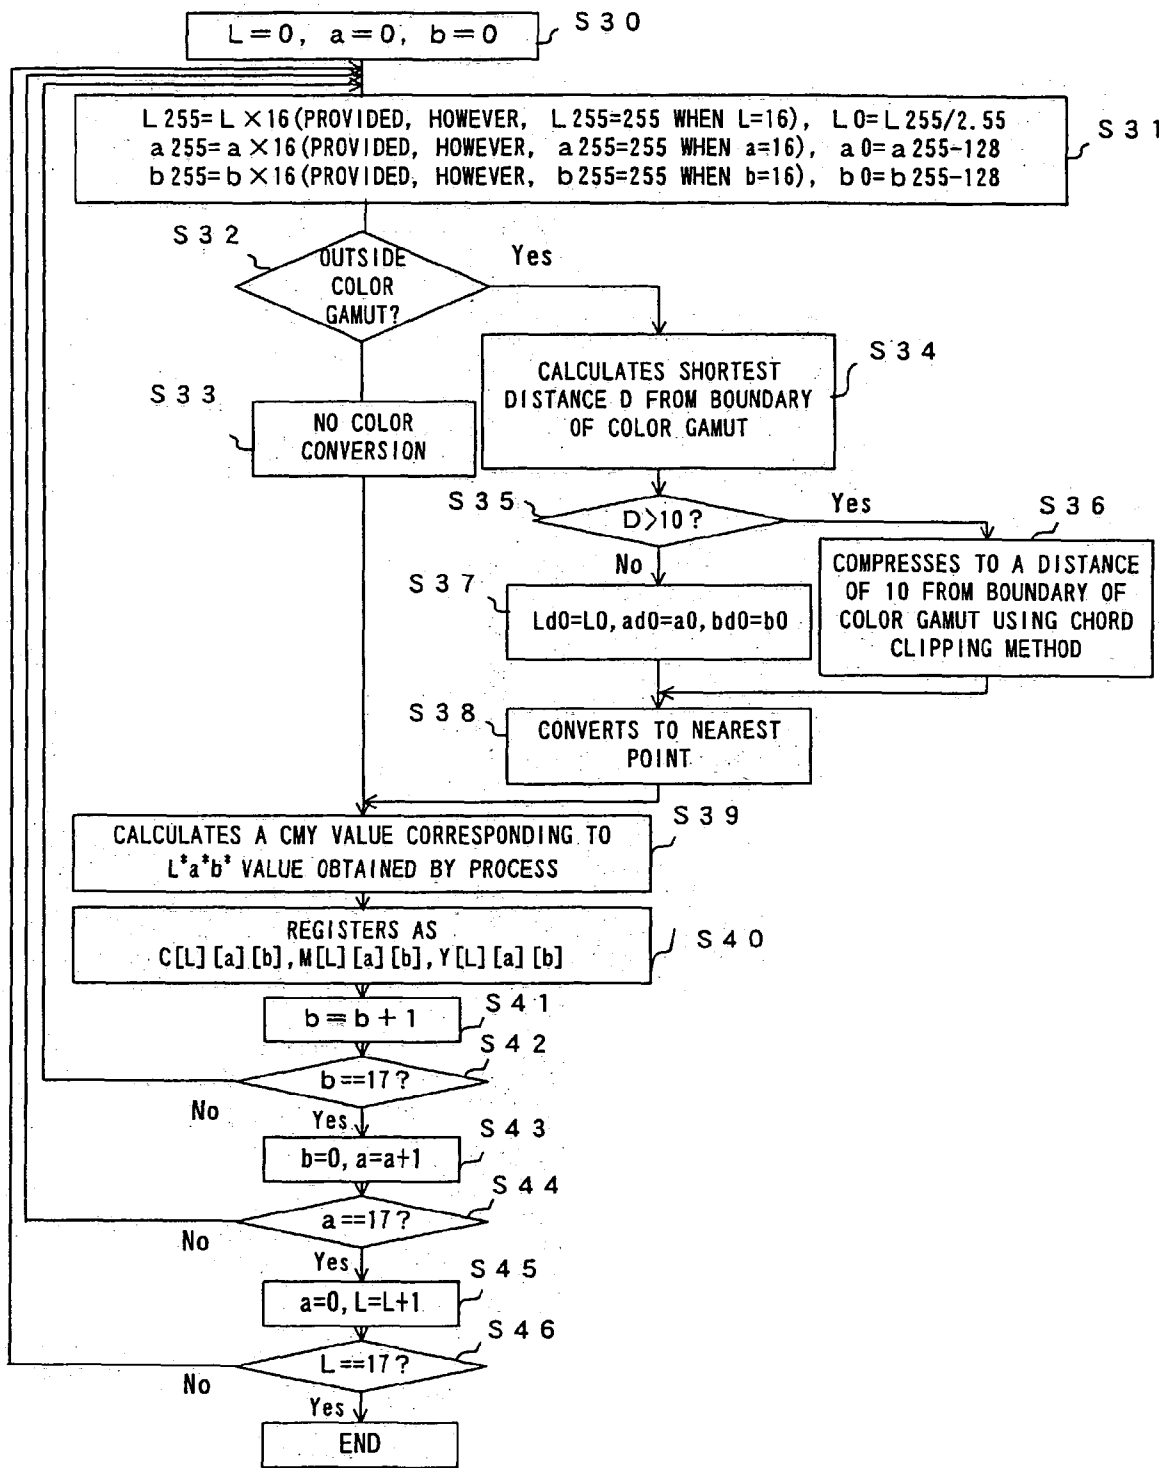 L=0, a=0, b=0
S30
L255=L×16(PROVIDED, HOWEVER, L255=255 WHEN L=16), L0=L255/2.55
a255=a×16(PROVIDED, HOWEVER, a255=255 WHEN a=16), a0=a255-128
b255=b×16(PROVIDED, HOWEVER, b255=255 WHEN b=16), b0=b255-128
S31
S32
OUTSIDE
COLOR
GAMUT?
Yes
S33
NO COLOR
CONVERSION
S34
CALCULATES SHORTEST
DISTANCE D FROM BOUNDARY
OF COLOR GAMUT
S35
D>10?
Yes
No
S36
COMPRESSES TO A DISTANCE
OF 10 FROM BOUNDARY OF
COLOR GAMUT USING CHORD
CLIPPING METHOD
S37
Ld0=L0, ad0=a0, bd0=b0
S38
CONVERTS TO NEAREST
POINT
S39
CALCULATES A CMY VALUE CORRESPONDING TO
L*a*b* VALUE OBTAINED BY PROCESS
S40
REGISTERS AS
C[L][a][b], M[L][a][b], Y[L][a][b]
S41
b=b+1
S42
b==17?
No
Yes
S43
b=0, a=a+1
S44
a==17?
No
Yes
S45
a=0, L=L+1
S46
L==17?
No
Yes
END